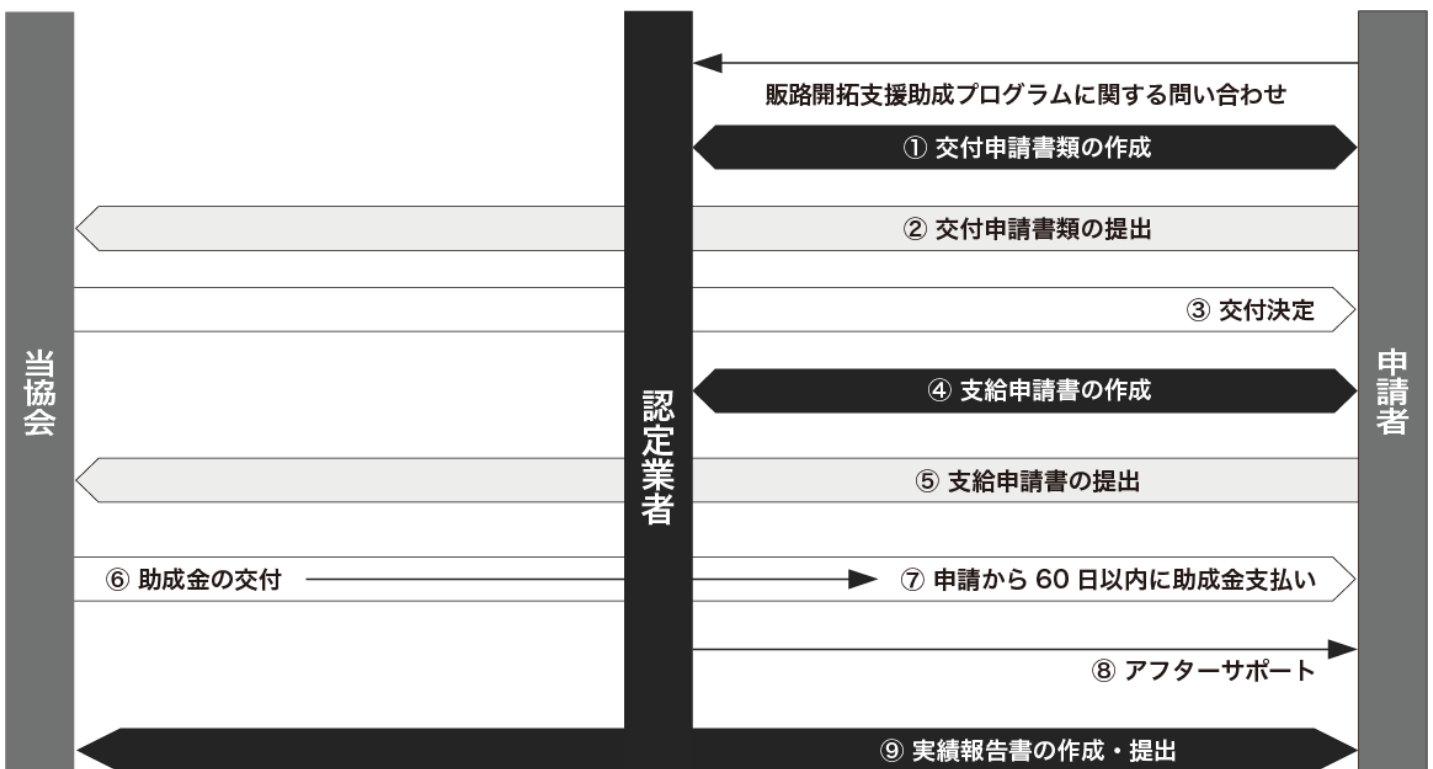 販路開拓支援助成プログラムに関する問い合わせ
① 交付申請書類の作成
② 交付申請書類の提出
③ 交付決定
④ 支給申請書の作成
⑤ 支給申請書の提出
⑥ 助成金の交付
⑦ 申請から 60 日以内に助成金支払い
⑧ アフターサポート
⑨ 実績報告書の作成・提出
当協会
認定業者
申請者